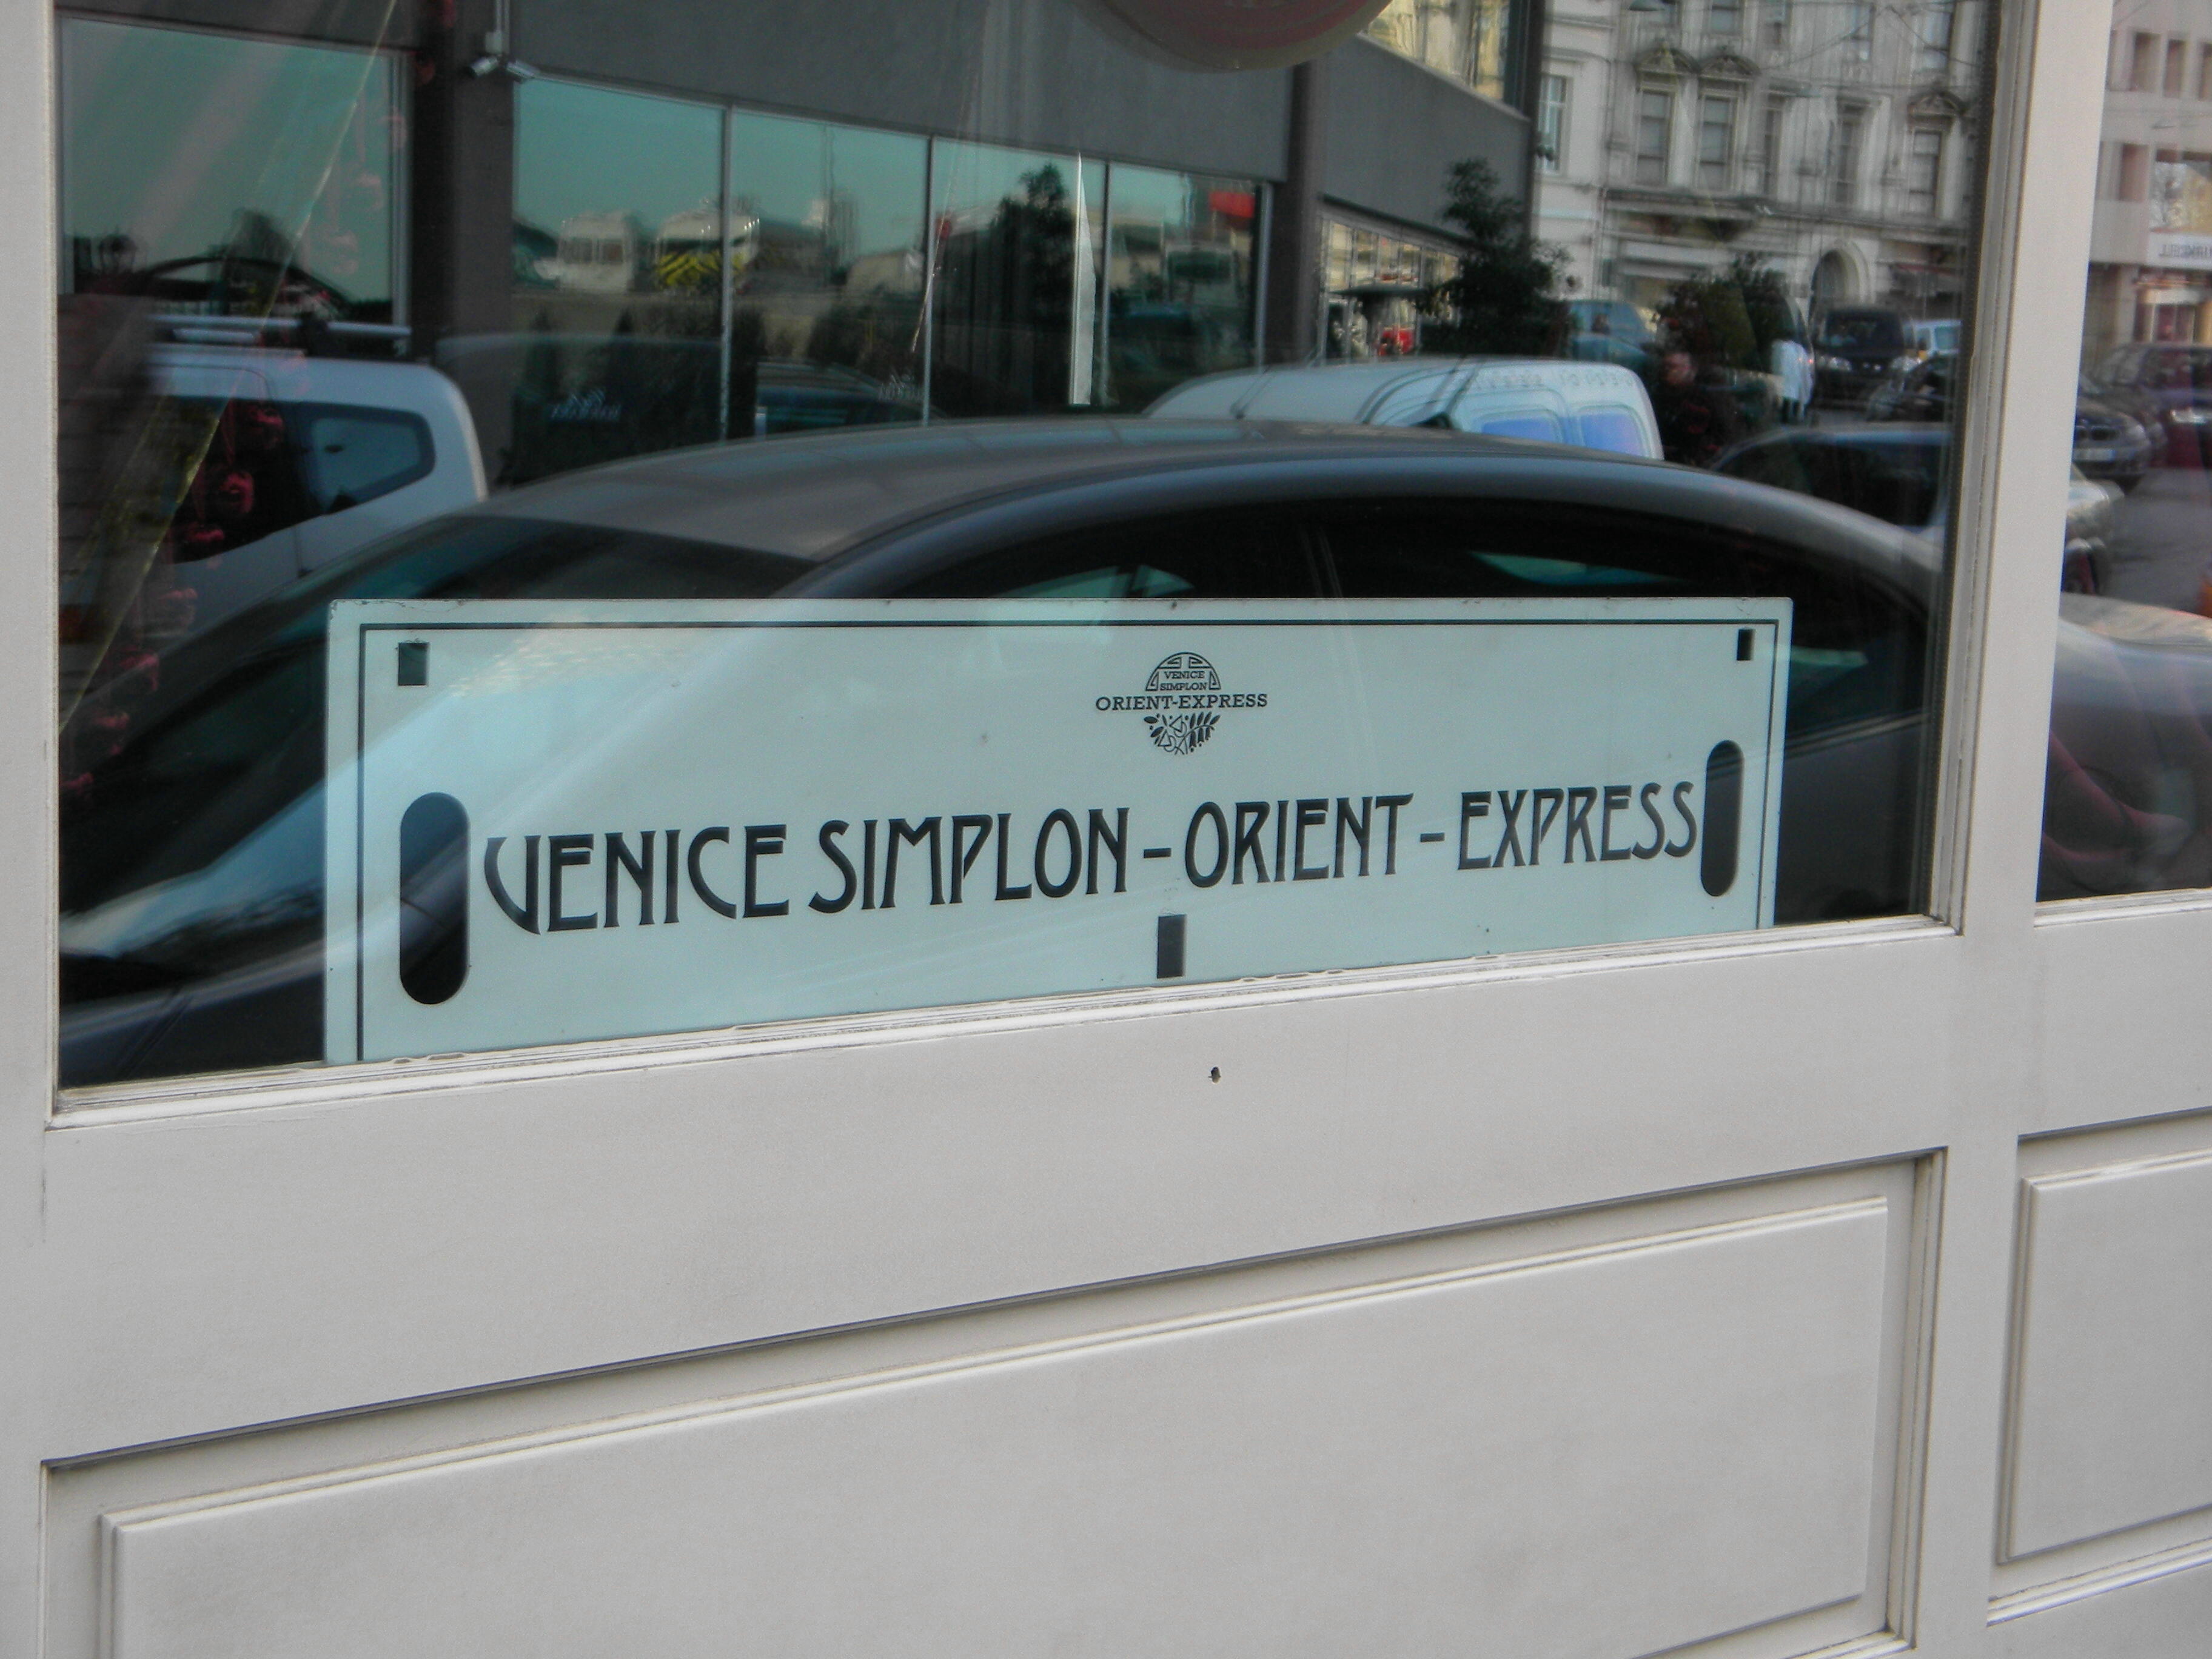 VENICE
SIMPLON
ORIENT-EXPRESS
VENICE SIMPLON - ORIENT - EXPRESS